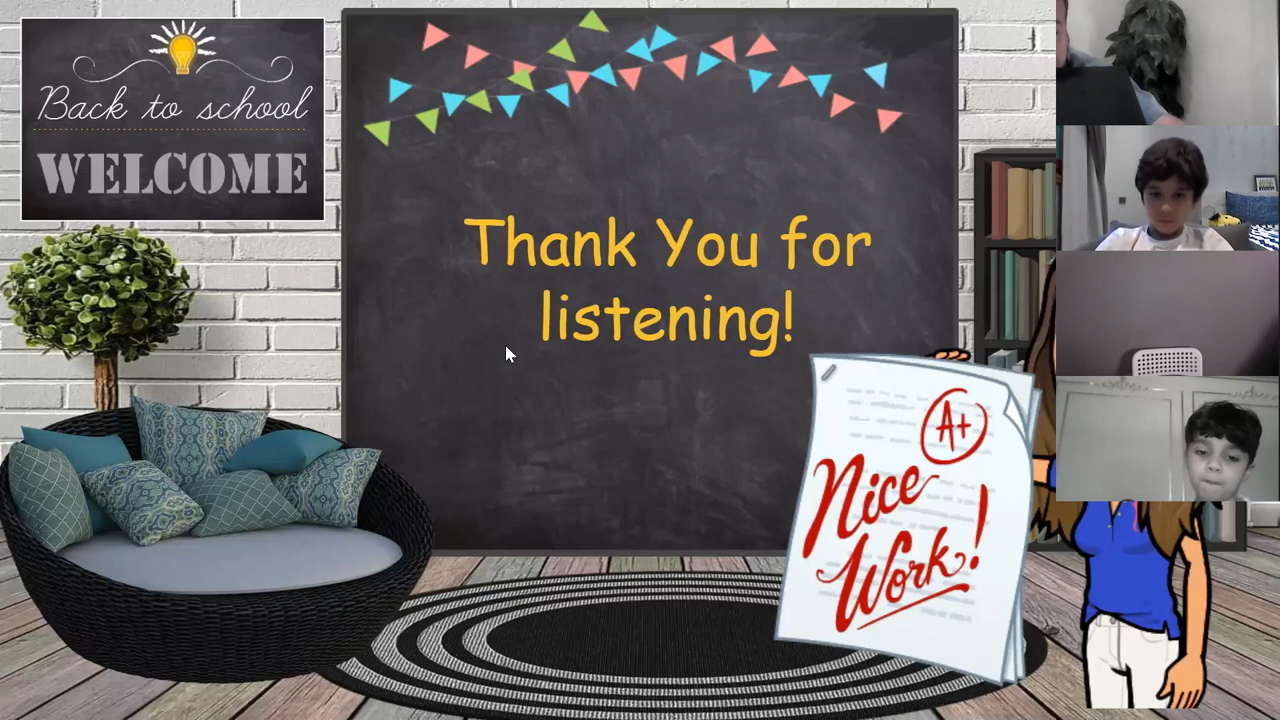 Back to school
WELCOME
Thank You for
listening!
A+
Nice
Work!